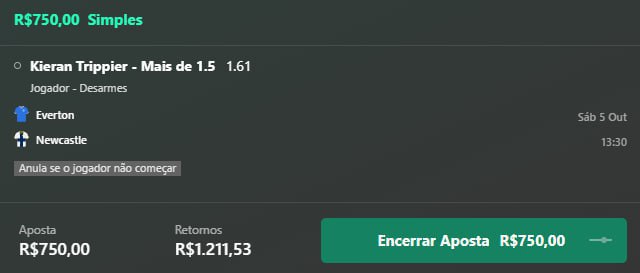 R$750,00 Simples
Kieran Trippier - Mais de 1.5 1.61
Jogador - Desarmes
Everton
Sáb 5 Out
Newcastle
13:30
Anula se o jogador não começar
Aposta Retornos
R$750,00 R$1.211,53
Encerrar Aposta R$750,00